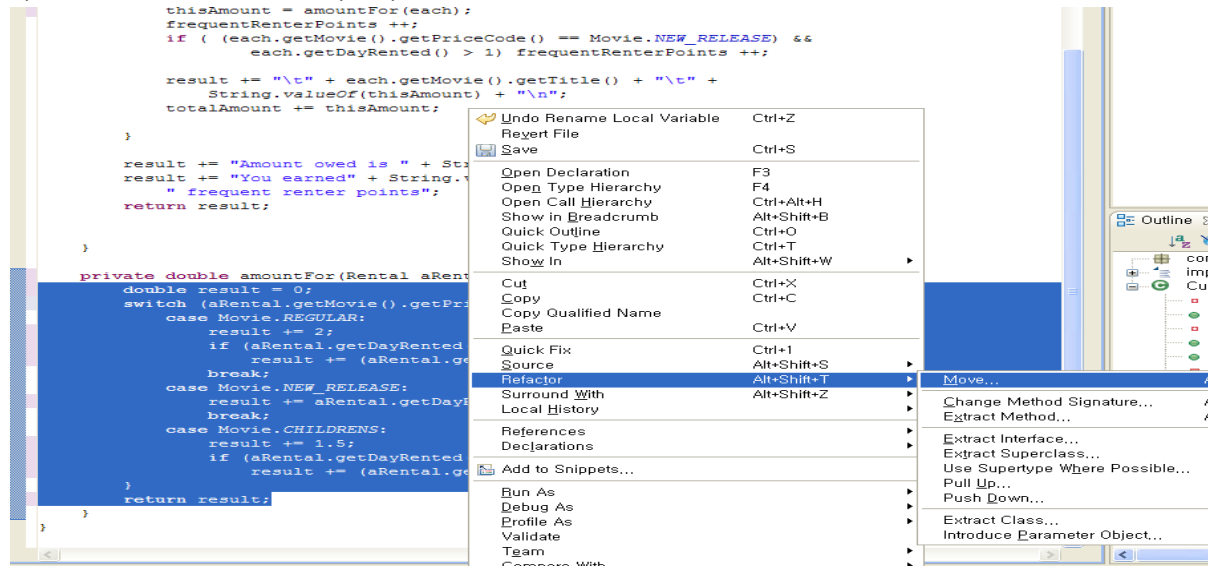 thisAmount = amountFor(each);
frequentRenterPoints ++;
if ( (each.getMovie().getPriceCode() == Movie.NEW_RELEASE) &&
each.getDayRented() > 1) frequentRenterPoints ++;
result += "\t" + each.getMovie().getTitle() + "\t" +
String.valueOf(thisAmount) + "\n";
totalAmount += thisAmount;
}
result += "Amount owed is " + St
result += "You earned" + String.
" frequent renter points";
return result;
}
private double amountFor(Rental aRent
double result = 0;
switch (aRental.getMovie().getPri
case Movie.REGULAR:
result += 2;
if (aRental.getDayRented
result += (aRental.ge
break;
case Movie.NEW_RELEASE:
result += aRental.getDay
break;
case Movie.CHILDRENS:
result += 1.5;
if (aRental.getDayRented
result += (aRental.ge
}
return result;
}
}
Undo Rename Local Variable Ctrl+Z
Revert File
Save Ctrl+S
Open Declaration F3
Open Type Hierarchy F4
Open Call Hierarchy Ctrl+Alt+H
Show in Breadcrumb Alt+Shift+B
Quick Outline Ctrl+O
Quick Type Hierarchy Ctrl+T
Show In Alt+Shift+W
Cut Ctrl+X
Copy Ctrl+C
Copy Qualified Name
Paste Ctrl+V
Quick Fix Ctrl+1
Source Alt+Shift+S
Refactor Alt+Shift+T
Surround With Alt+Shift+Z
Local History
References
Declarations
Add to Snippets...
Run As
Debug As
Profile As
Validate
Team
Compare With
Move...
Change Method Signature...
Extract Method...
Extract Interface...
Extract Superclass...
Use Supertype Where Possible...
Pull Up...
Push Down...
Extract Class...
Introduce Parameter Object...
Outline
con
imp
Cu